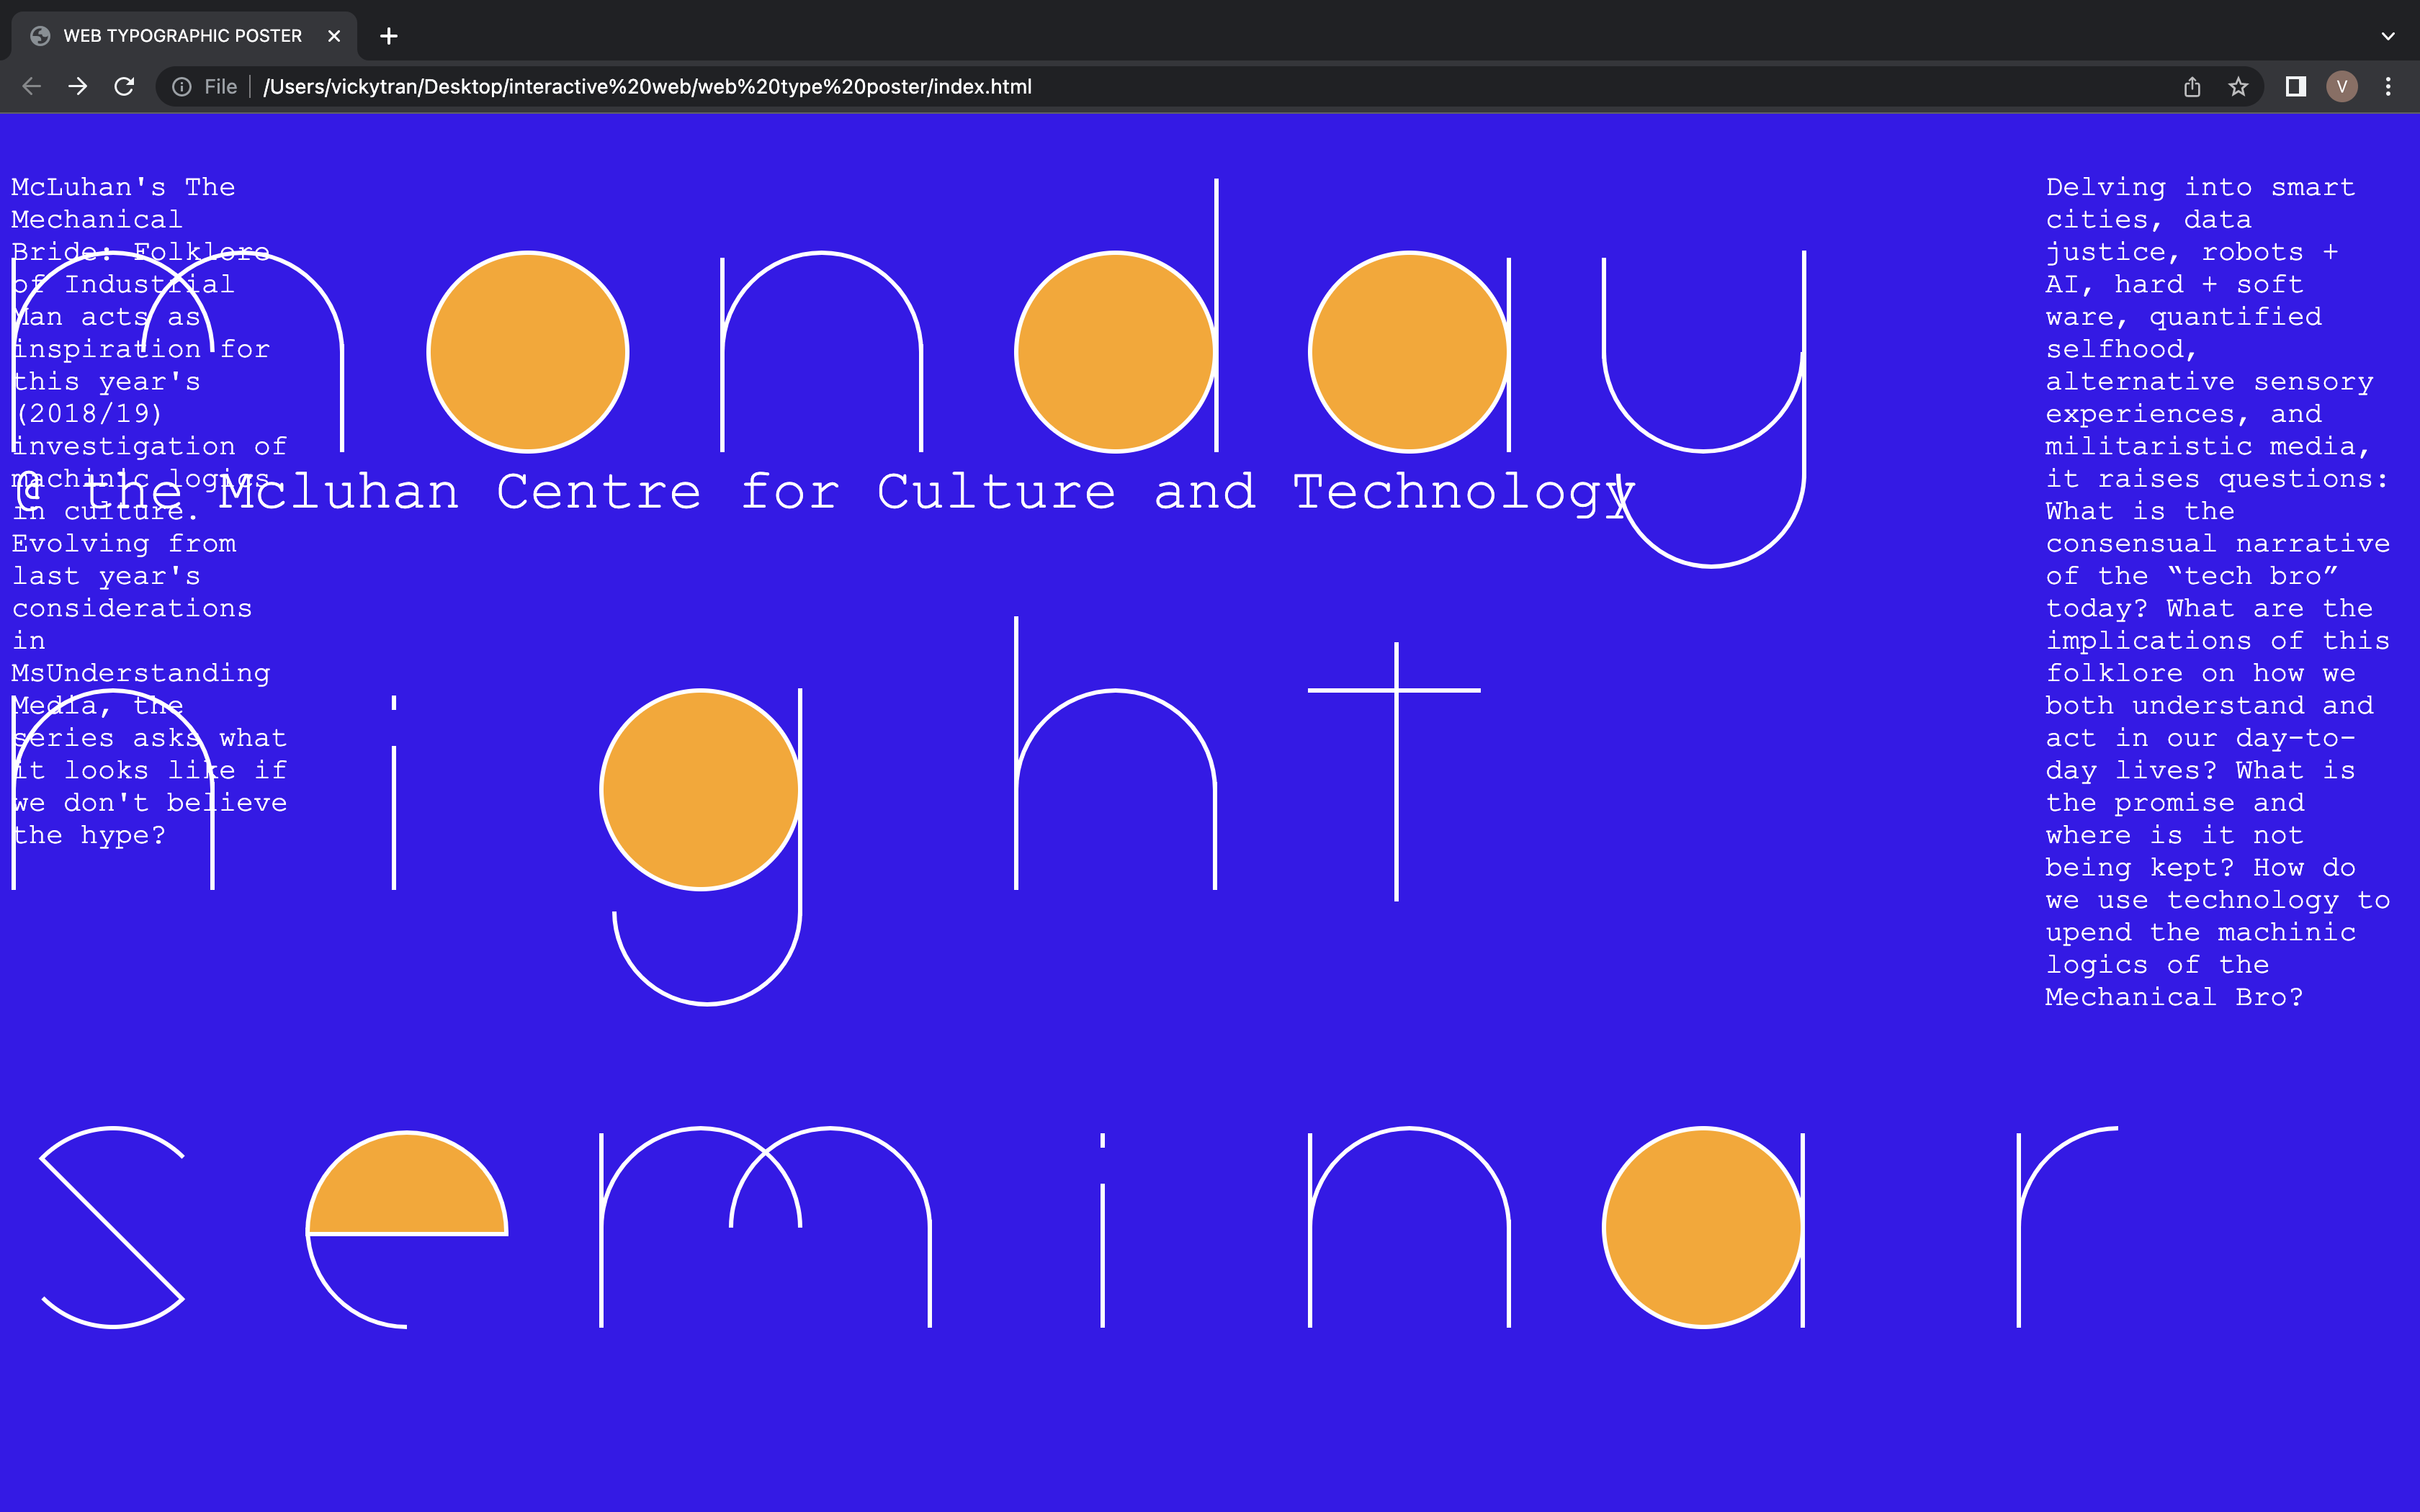 WEB TYPOGRAPHIC POSTER
File
/Users/vickytran/Desktop/interactive%20web/web%20type%20poster/index.html
V
McLuhan's The
Mechanical
Bride: Folklore
of Industrial
Man acts as
inspiration for
this year's
(2018/19)
investigation of
machinic logics
in culture.
Evolving from
last year's
considerations
in
MsUnderstanding
Media, the
series asks what
it looks like if
we don't believe
the hype?
monday
@ the Mcluhan Centre for Culture and Technology
night
seminar
Delving into smart
cities, data
justice, robots +
AI, hard + soft
ware, quantified
selfhood,
alternative sensory
experiences, and
militaristic media,
it raises questions:
What is the
consensual narrative
of the “tech bro”
today? What are the
implications of this
folklore on how we
both understand and
act in our day-to-
day lives? What is
the promise and
where is it not
being kept? How do
we use technology to
upend the machinic
logics of the
Mechanical Bro?